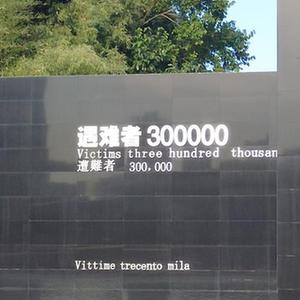 遇难者 300000
Victims three hundred thousan
遭難者 300,000
Vittime trecento mila